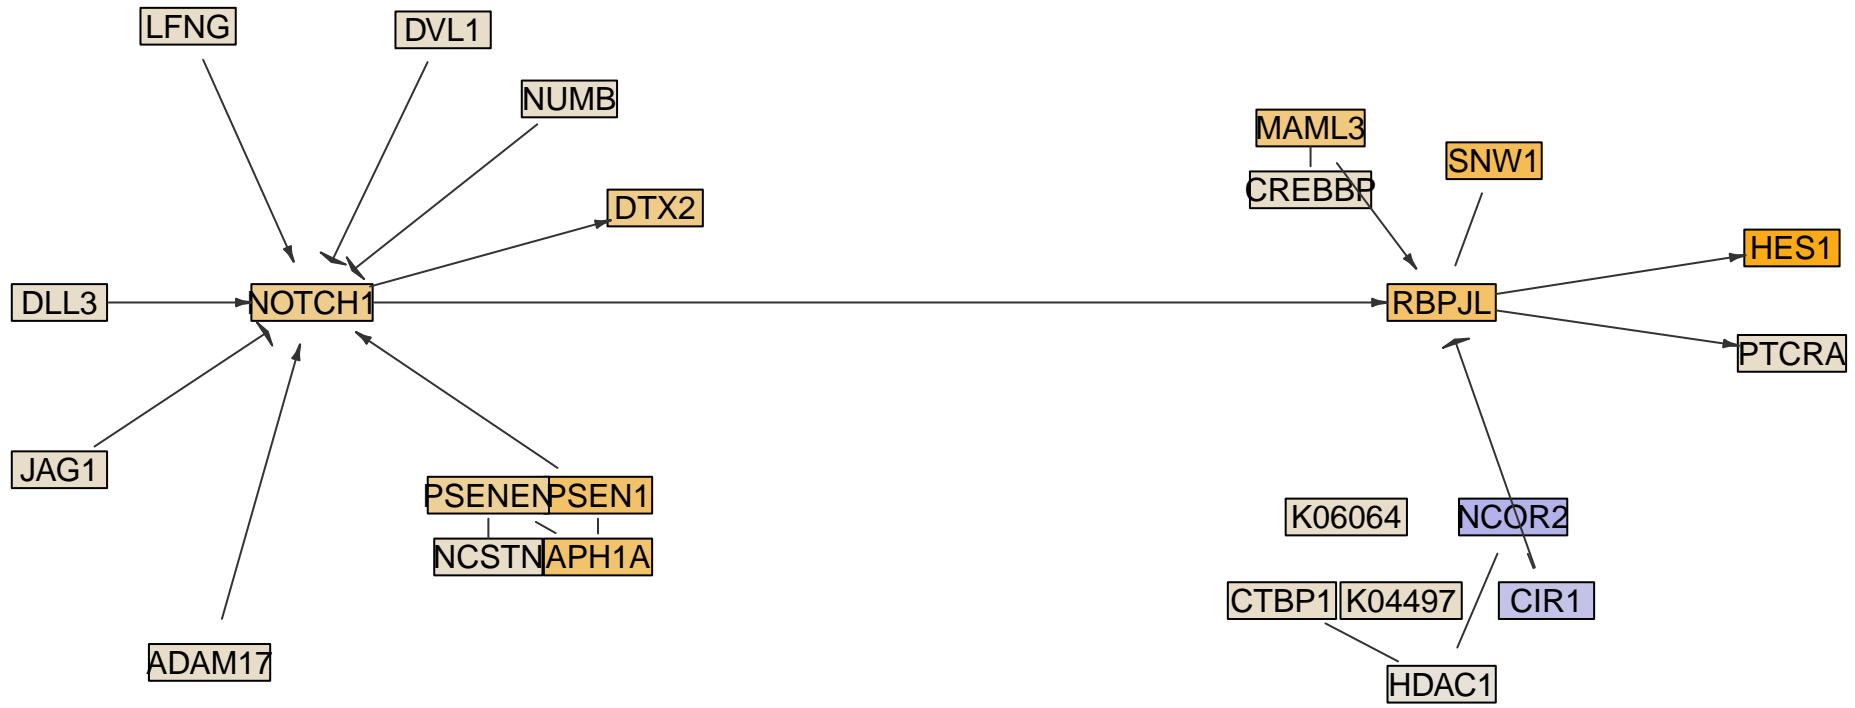 LFNG
DVL1
NUMB
MAML3
SNW1
CREBBP
DTX2
HES1
DLL3
NOTCH1
RBPJL
PTCRA
JAG1
PSENEN
PSEN1
K06064
NCOR2
NCSTN
APH1A
CTBP1
K04497
CIR1
ADAM17
HDAC1